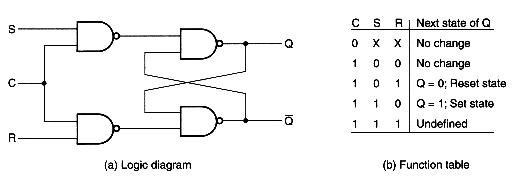 S
C
R
Q
Q̅
(a) Logic diagram
C S R Next state of Q
0 X X No change
1 0 0 No change
1 0 1 Q = 0; Reset state
1 1 0 Q = 1; Set state
1 1 1 Undefined
(b) Function table